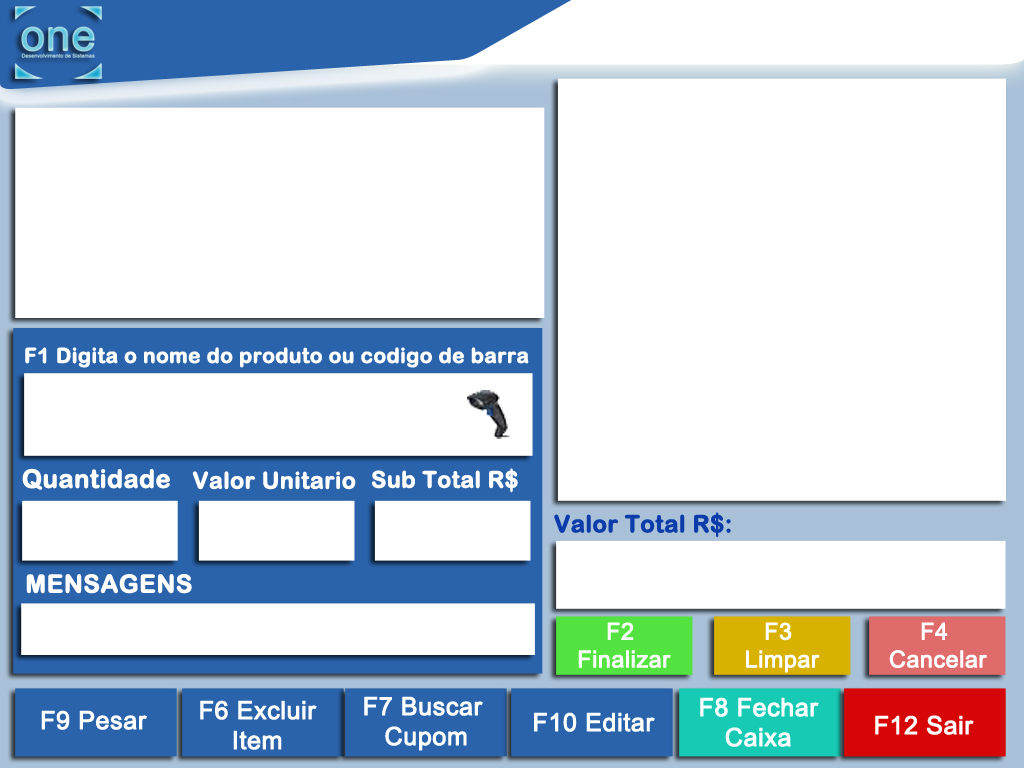 one
Desenvolvimento de Sistemas
F1 Digita o nome do produto ou codigo de barra
Quantidade
Valor Unitario
Sub Total R$
MENSAGENS
Valor Total R$:
F2
Finalizar
F3
Limpar
F4
Cancelar
F9 Pesar
F6 Excluir
Item
F7 Buscar
Cupom
F10 Editar
F8 Fechar
Caixa
F12 Sair